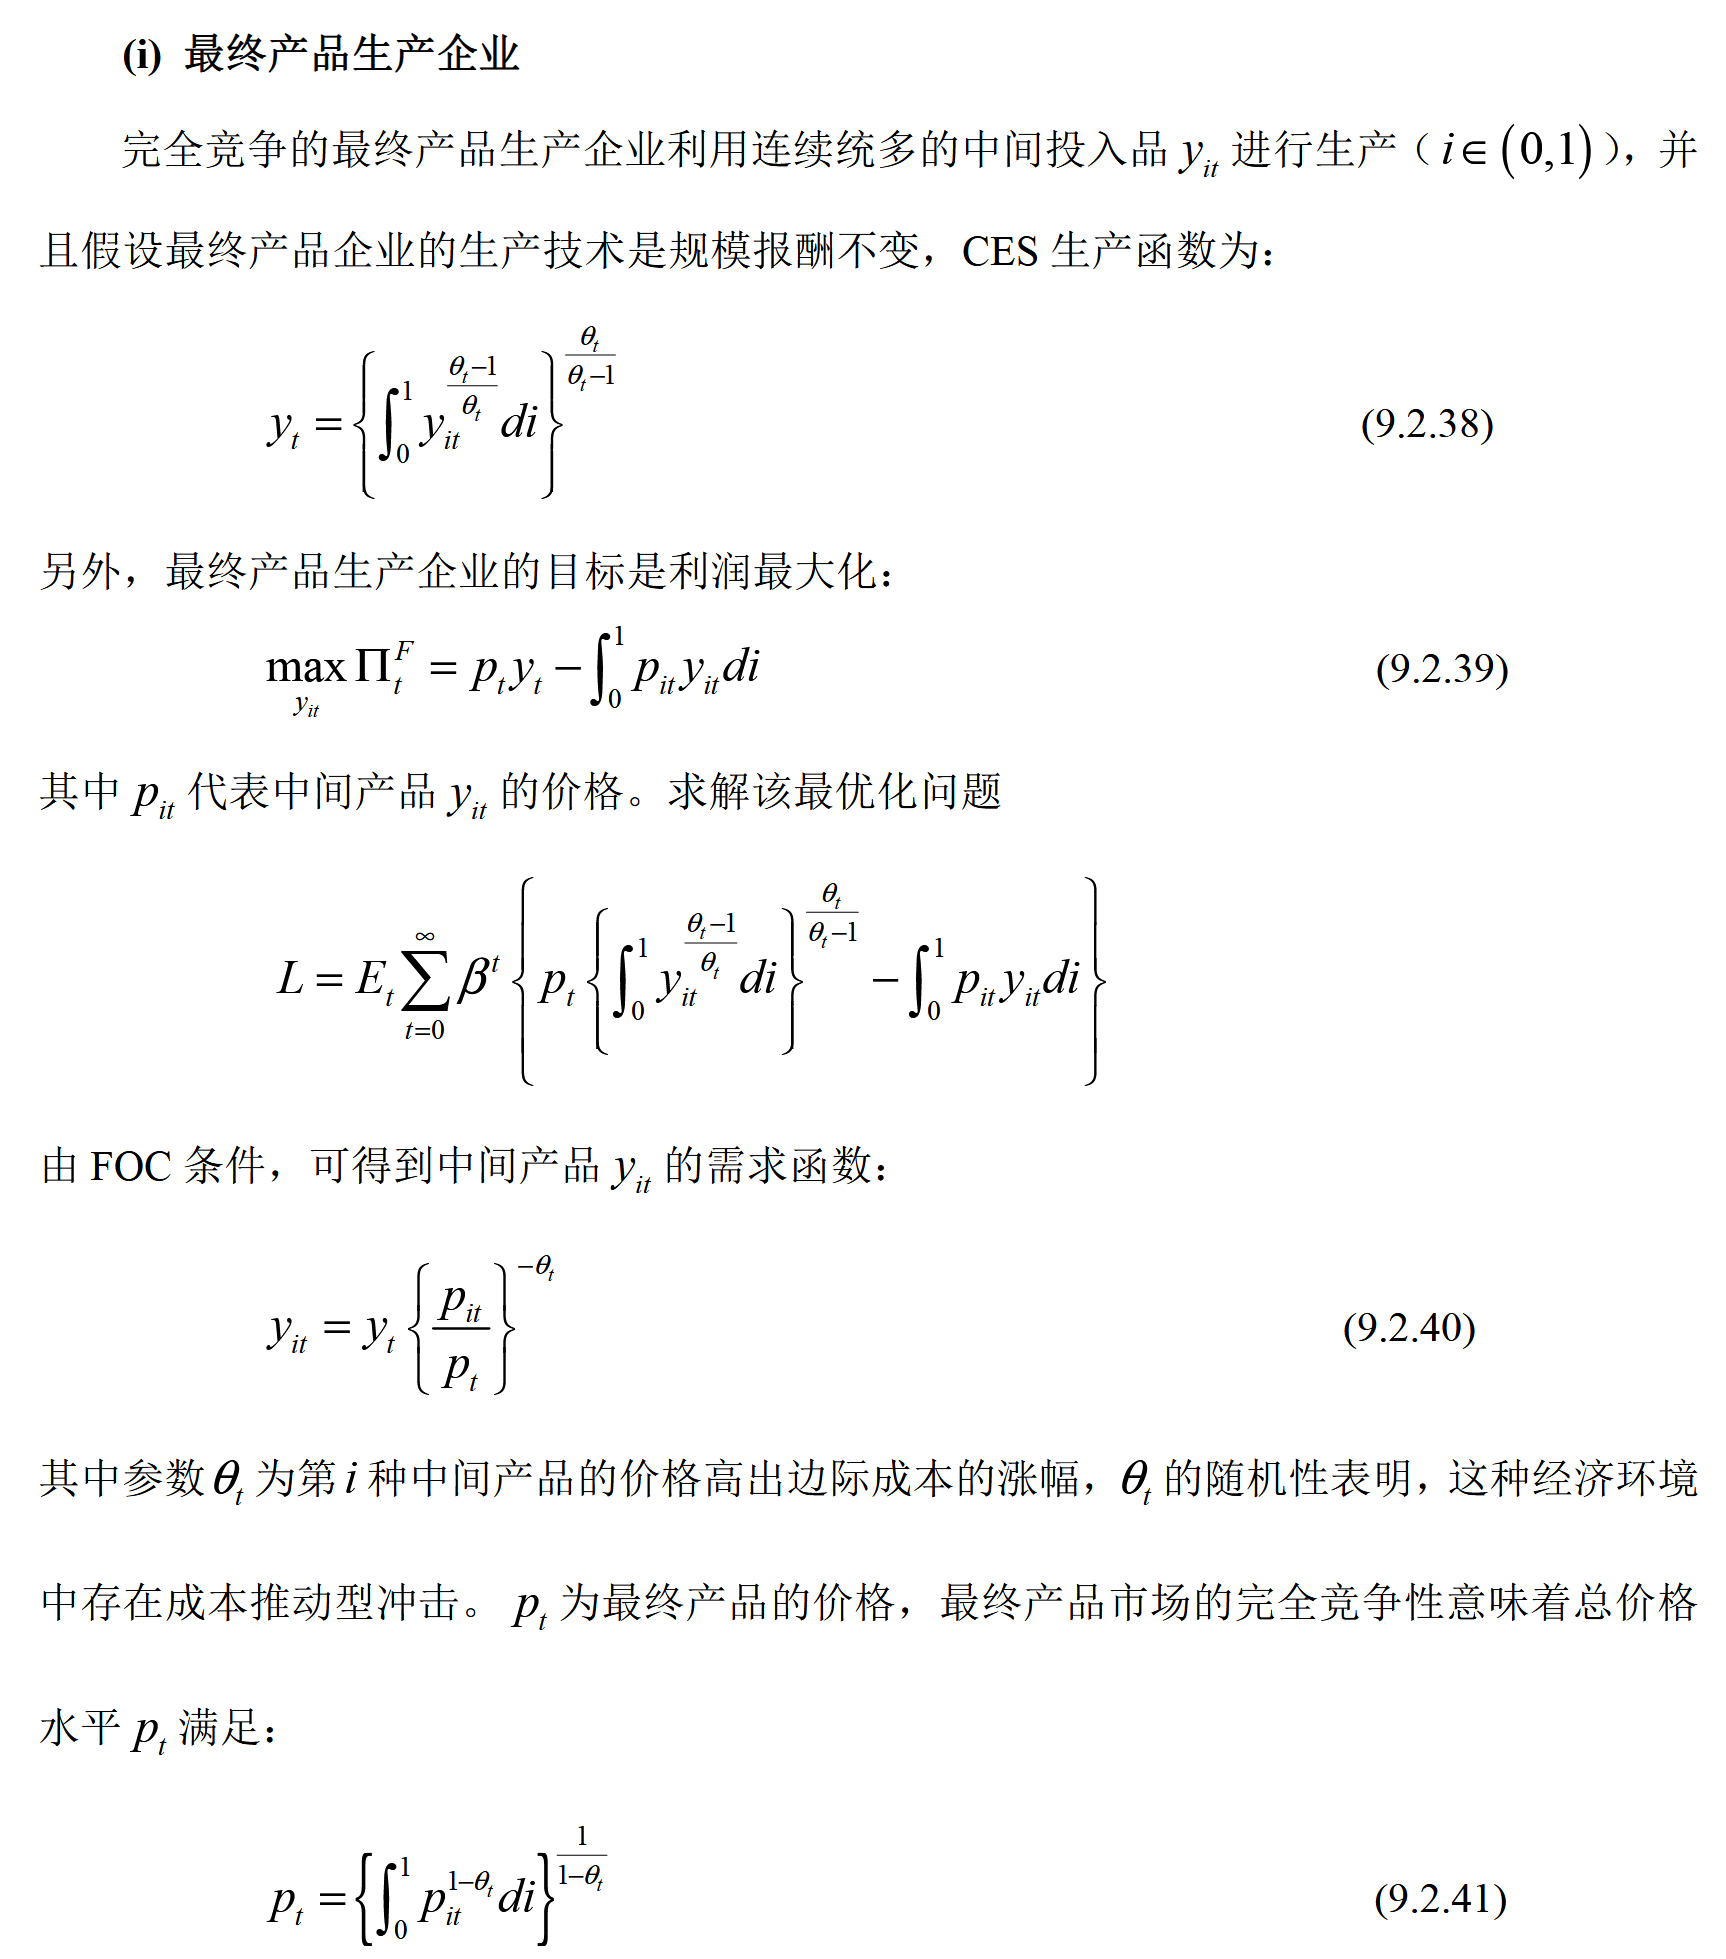 (i) 最终产品生产企业
完全竞争的最终产品生产企业利用连续统多的中间投入品 $y_{it}$ 进行生产（$i \in (0,1)$），并
且假设最终产品企业的生产技术是规模报酬不变，CES 生产函数为：
$y_t = \left\{ \int_0^1 y_{it}^{\frac{\theta_t - 1}{\theta_t}} di \right\}^{\frac{\theta_t}{\theta_t - 1}}$ (9.2.38)
另外，最终产品生产企业的目标是利润最大化：
$\max_{y_{it}} \Pi_t^F = p_t y_t - \int_0^1 p_{it} y_{it} di$ (9.2.39)
其中 $p_{it}$ 代表中间产品 $y_{it}$ 的价格。求解该最优化问题
$L = E_t \sum_{t=0}^{\infty} \beta^t \left\{ p_t \left\{ \int_0^1 y_{it}^{\frac{\theta_t - 1}{\theta_t}} di \right\}^{\frac{\theta_t}{\theta_t - 1}} - \int_0^1 p_{it} y_{it} di \right\}$
由 FOC 条件，可得到中间产品 $y_{it}$ 的需求函数：
$y_{it} = y_t \left\{ \frac{p_{it}}{p_t} \right\}^{-\theta_t}$ (9.2.40)
其中参数 $\theta_t$ 为第 $i$ 种中间产品的价格高出边际成本的涨幅，$\theta_t$ 的随机性表明，这种经济环境
中存在成本推动型冲击。$p_t$ 为最终产品的价格，最终产品市场的完全竞争性意味着总价格
水平 $p_t$ 满足：
$p_t = \left\{ \int_0^1 p_{it}^{1-\theta_t} di \right\}^{\frac{1}{1-\theta_t}}$ (9.2.41)